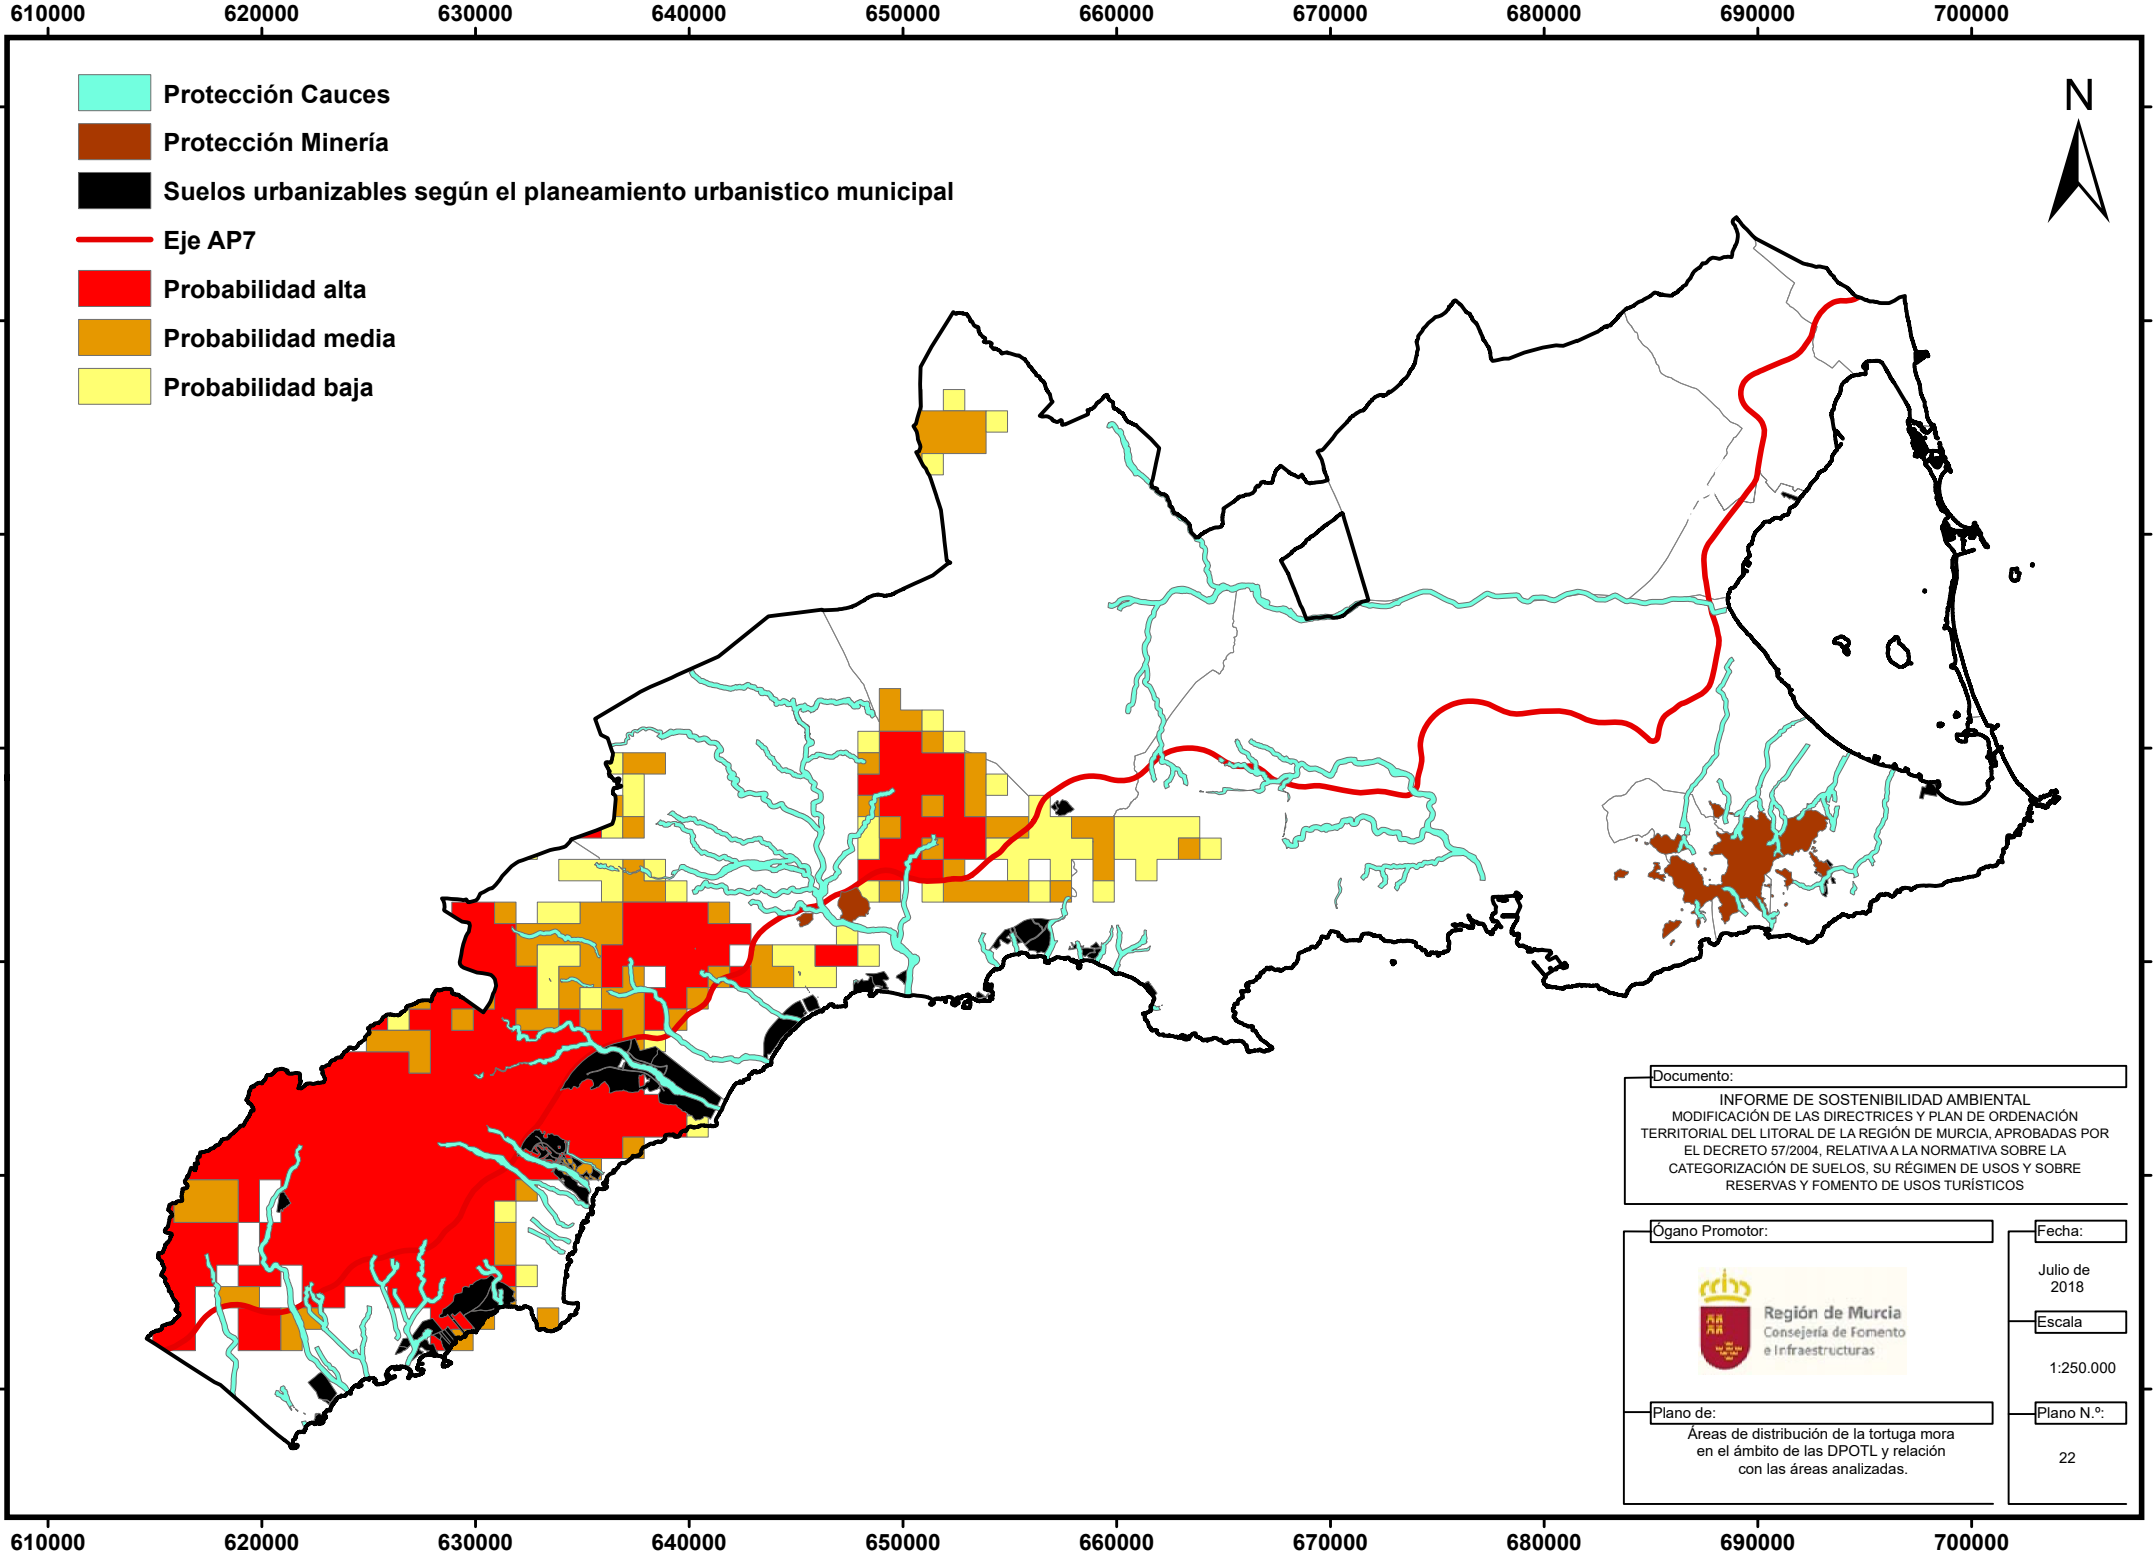 610000 620000 630000 640000 650000 660000 670000 680000 690000 700000
N
Protección Cauces
Protección Minería
Suelos urbanizables según el planeamiento urbanistico municipal
Eje AP7
Probabilidad alta
Probabilidad media
Probabilidad baja
Documento:
INFORME DE SOSTENIBILIDAD AMBIENTAL
MODIFICACIÓN DE LAS DIRECTRICES Y PLAN DE ORDENACIÓN
TERRITORIAL DEL LITORAL DE LA REGIÓN DE MURCIA, APROBADAS POR
EL DECRETO 57/2004, RELATIVA A LA NORMATIVA SOBRE LA
CATEGORIZACIÓN DE SUELOS, SU RÉGIMEN DE USOS Y SOBRE
RESERVAS Y FOMENTO DE USOS TURÍSTICOS
Ógano Promotor:
Región de Murcia
Consejería de Fomento
e Infraestructuras
Fecha:
Julio de
2018
Escala
1:250.000
Plano de:
Áreas de distribución de la tortuga mora
en el ámbito de las DPOTL y relación
con las áreas analizadas.
Plano N.º:
22
610000 620000 630000 640000 650000 660000 670000 680000 690000 700000